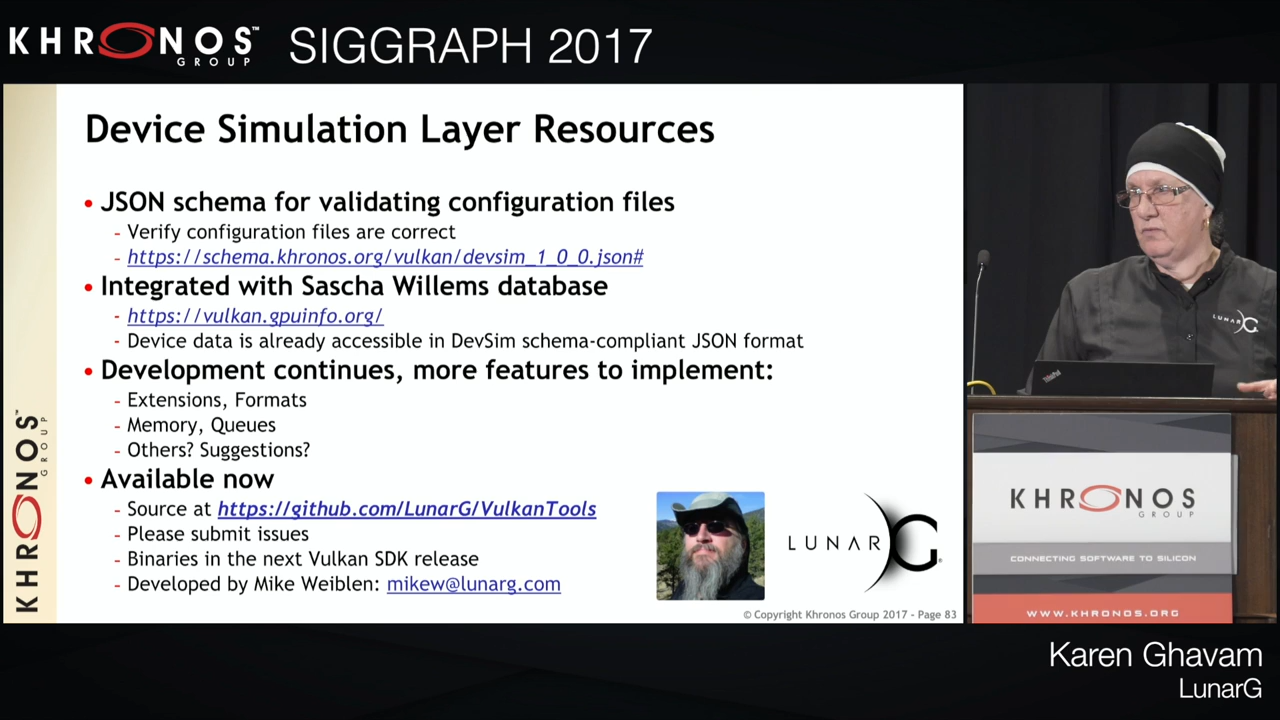 KHRONOS™ GROUP SIGGRAPH 2017
Device Simulation Layer Resources
• JSON schema for validating configuration files
- Verify configuration files are correct
- https://schema.khronos.org/vulkan/devsim_1_0_0.json#
• Integrated with Sascha Willems database
- https://vulkan.gpuinfo.org/
- Device data is already accessible in DevSim schema-compliant JSON format
• Development continues, more features to implement:
- Extensions, Formats
- Memory, Queues
- Others? Suggestions?
• Available now
- Source at https://github.com/LunarG/VulkanTools
- Please submit issues
- Binaries in the next Vulkan SDK release
- Developed by Mike Weiblen: mikew@lunarg.com
LUNAR G®
© Copyright Khronos Group 2017 - Page 83
KHRONOS™ GROUP
LUNAR G
ThinkPad
KHRONOS
GROUP
CONNECTING SOFTWARE TO SILICON
WWW.KHRONOS.ORG
Karen Ghavam
LunarG